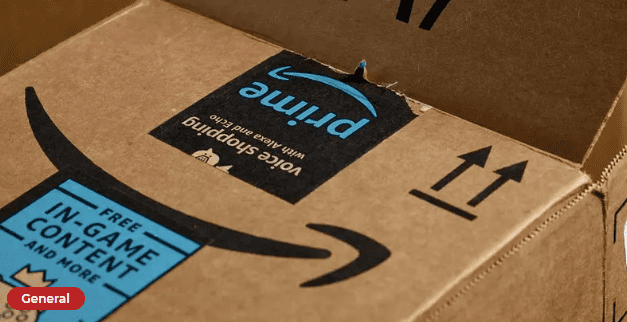 prime
voice shopping
with Alexa and Echo
FREE
IN-GAME
CONTENT
AND MORE
General